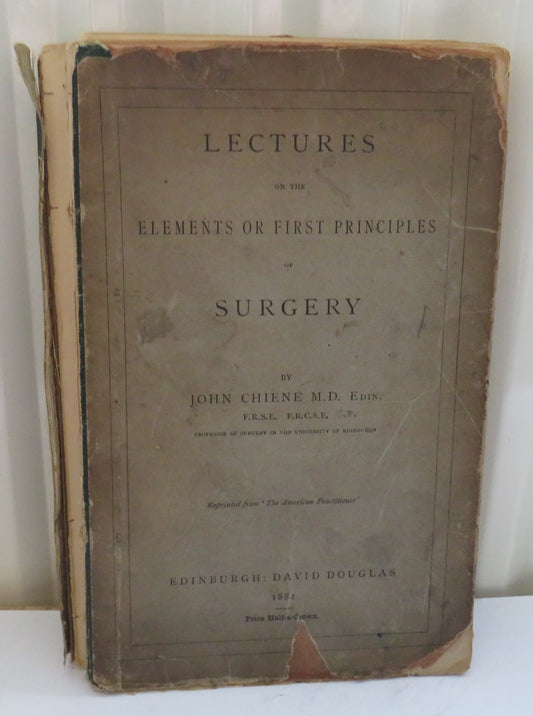 LECTURES
ON THE
ELEMENTS OR FIRST PRINCIPLES
OF
SURGERY
BY
JOHN CHIENE M.D. EDIN.
F.R.S.E. F.R.C.S.E.
PROFESSOR OF SURGERY IN THE UNIVERSITY OF EDINBURGH
Reprinted from 'The American Practitioner'
EDINBURGH: DAVID DOUGLAS
1882
Price Half-a-Crown.